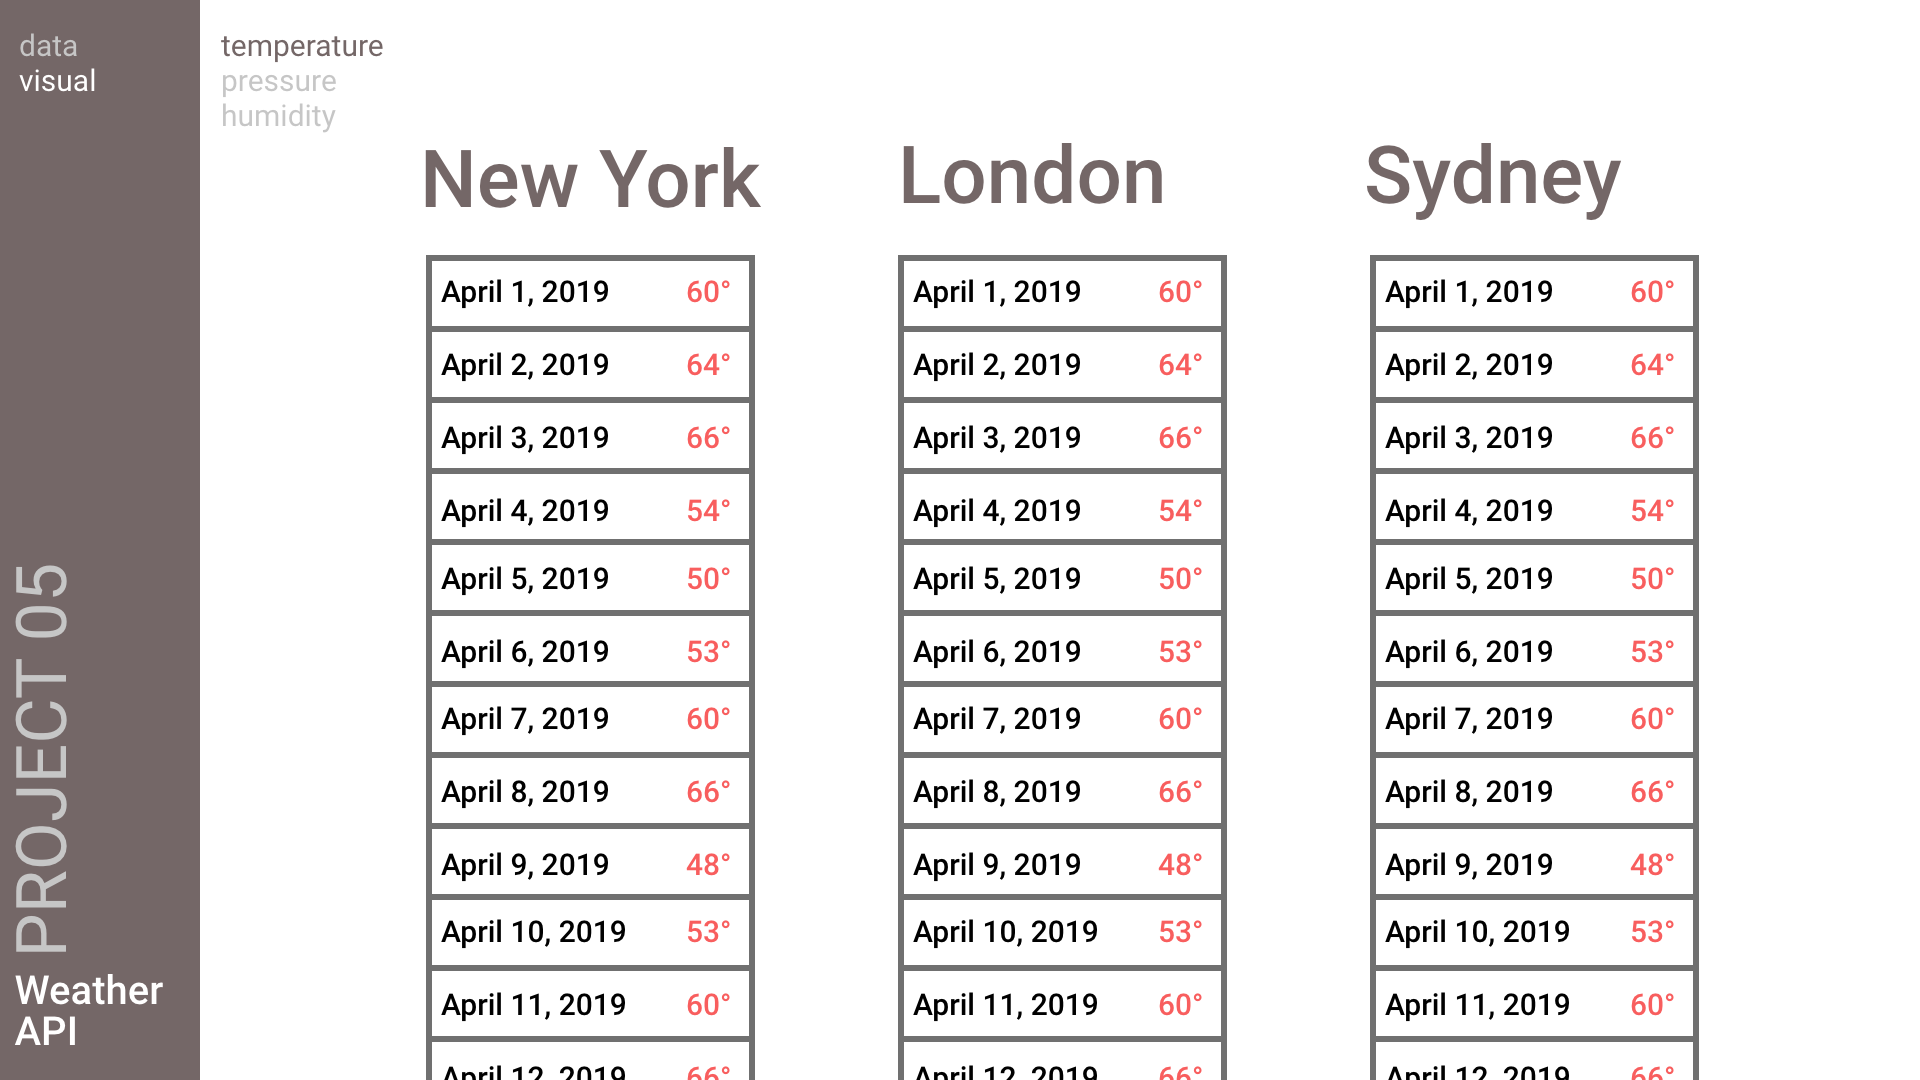 data
visual
PROJECT 05
Weather
API
temperature
pressure
humidity
New York
April 1, 2019 60°
April 2, 2019 64°
April 3, 2019 66°
April 4, 2019 54°
April 5, 2019 50°
April 6, 2019 53°
April 7, 2019 60°
April 8, 2019 66°
April 9, 2019 48°
April 10, 2019 53°
April 11, 2019 60°
April 12, 2019 66°
London
April 1, 2019 60°
April 2, 2019 64°
April 3, 2019 66°
April 4, 2019 54°
April 5, 2019 50°
April 6, 2019 53°
April 7, 2019 60°
April 8, 2019 66°
April 9, 2019 48°
April 10, 2019 53°
April 11, 2019 60°
April 12, 2019 66°
Sydney
April 1, 2019 60°
April 2, 2019 64°
April 3, 2019 66°
April 4, 2019 54°
April 5, 2019 50°
April 6, 2019 53°
April 7, 2019 60°
April 8, 2019 66°
April 9, 2019 48°
April 10, 2019 53°
April 11, 2019 60°
April 12, 2019 66°